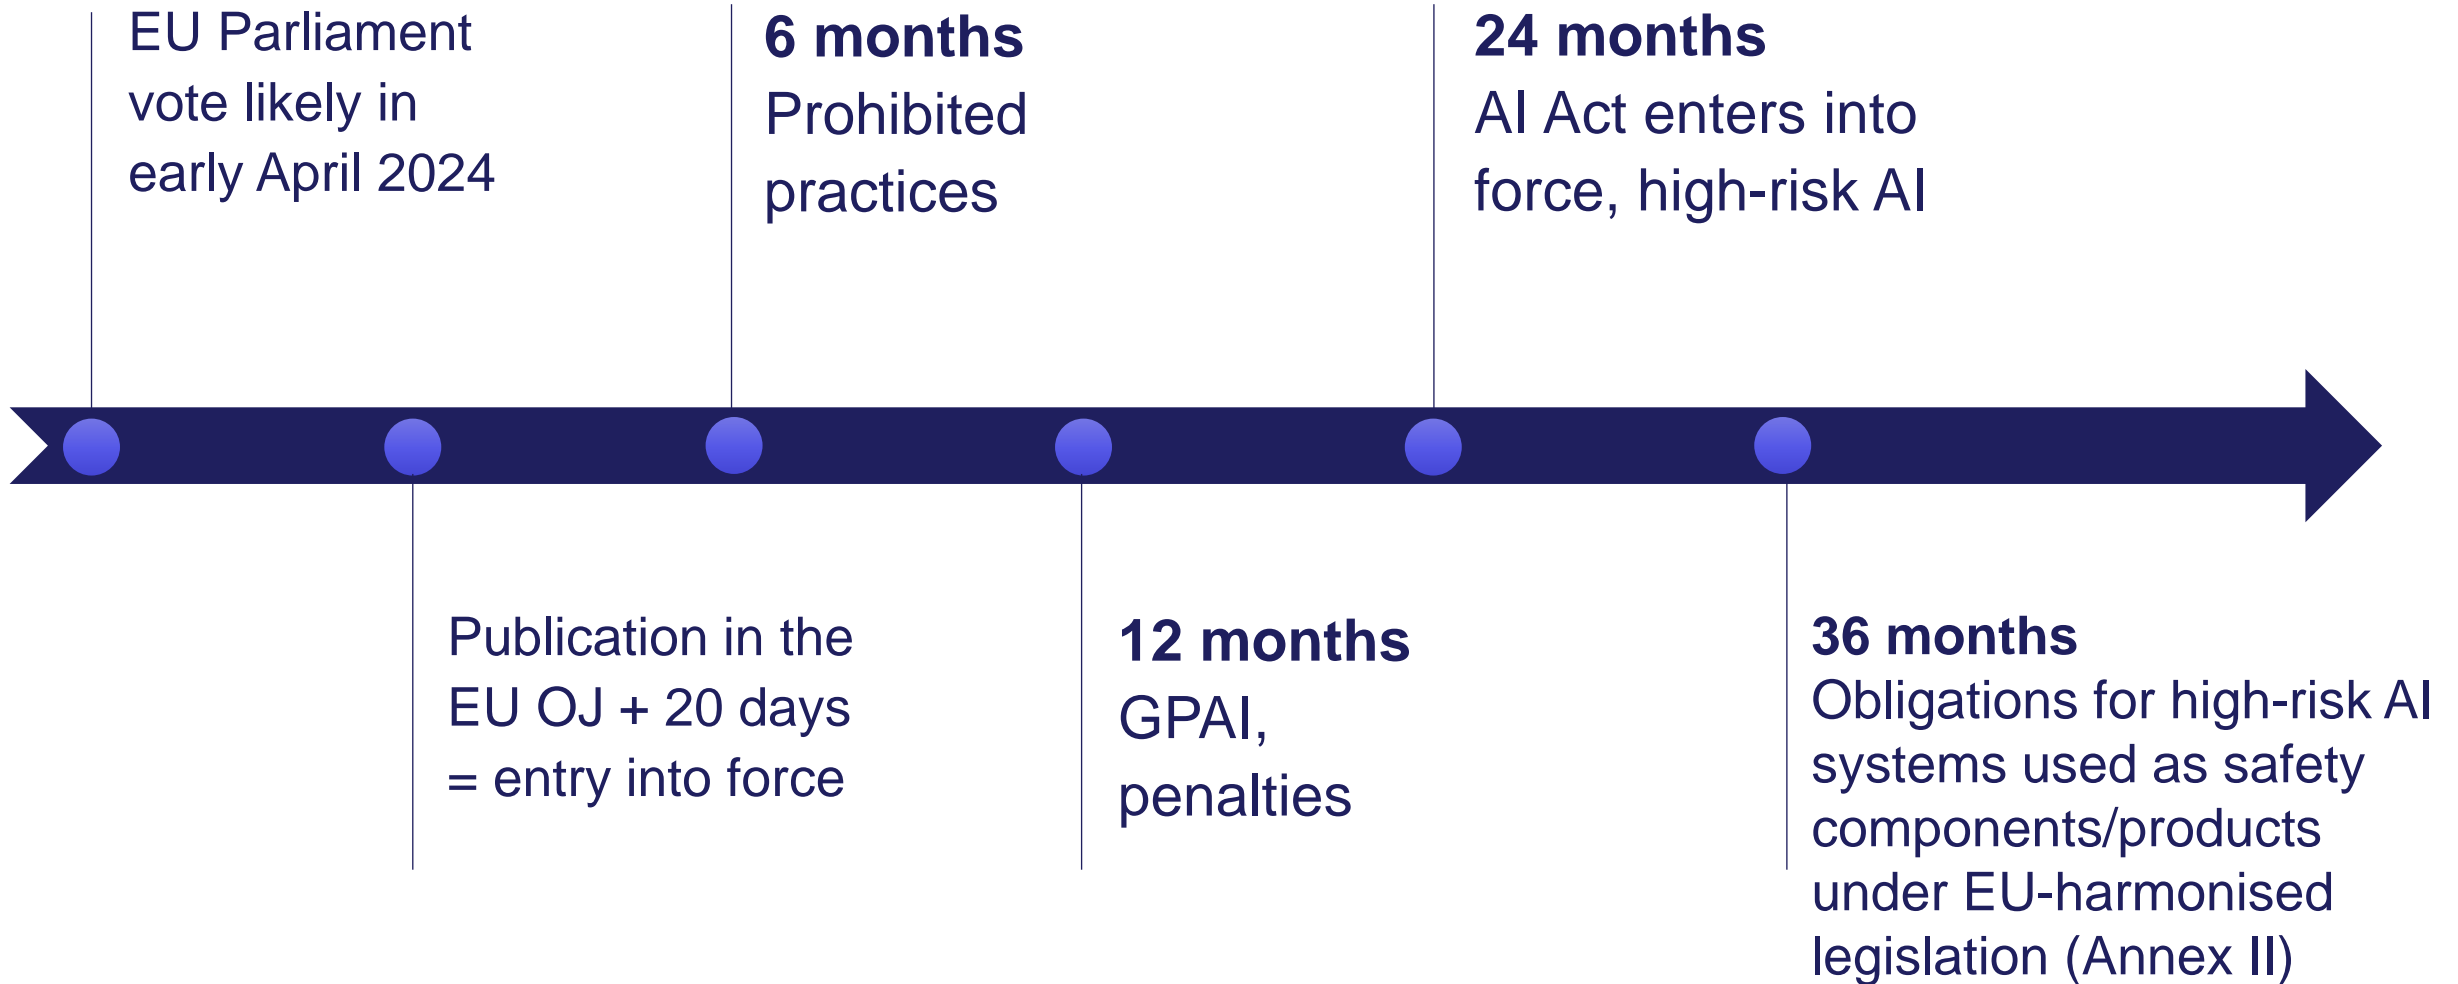 EU Parliament
vote likely in
early April 2024
Publication in the
EU OJ + 20 days
= entry into force
6 months
Prohibited
practices
12 months
GPAI,
penalties
24 months
AI Act enters into
force, high-risk AI
36 months
Obligations for high-risk AI
systems used as safety
components/products
under EU-harmonised
legislation (Annex II)